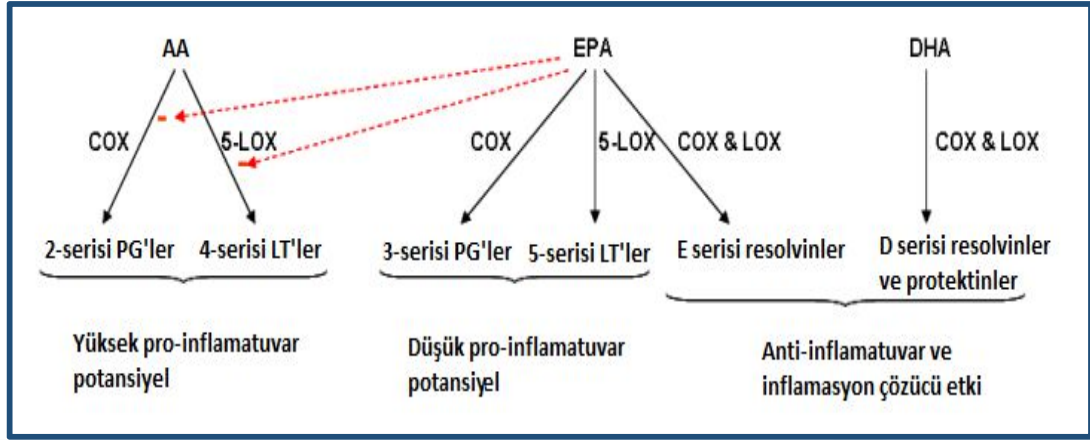 AA
EPA
DHA
COX
5-LOX
COX
5-LOX
COX & LOX
COX & LOX
2-serisi PG'ler
4-serisi LT'ler
3-serisi PG'ler
5-serisi LT'ler
E serisi resolvinler
D serisi resolvinler
ve protektinler
Yüksek pro-inflamatuvar
potansiyel
Düşük pro-inflamatuvar
potansiyel
Anti-inflamatuvar ve
inflamasyon çözücü etki